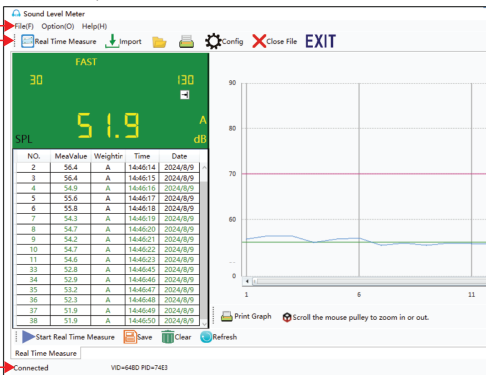 Sound Level Meter
File(F) Option(O) Help(H)
Real Time Measure Import Config Close File EXIT
FAST
30 130
51.9
A
SPL dB
NO. MeaValue Weightir Time Date
2 56.4 A 14:46:14 2024/8/9
3 56.4 A 14:46:15 2024/8/9
4 54.9 A 14:46:16 2024/8/9
5 55.6 A 14:46:17 2024/8/9
6 55.8 A 14:46:18 2024/8/9
7 54.3 A 14:46:19 2024/8/9
8 54.7 A 14:46:20 2024/8/9
9 54.2 A 14:46:21 2024/8/9
10 54.7 A 14:46:22 2024/8/9
11 54.6 A 14:46:23 2024/8/9
33 52.8 A 14:46:45 2024/8/9
34 52.9 A 14:46:46 2024/8/9
35 53.2 A 14:46:47 2024/8/9
36 52.3 A 14:46:48 2024/8/9
37 51.9 A 14:46:49 2024/8/9
38 51.9 A 14:46:50 2024/8/9
90
80
70
60
...
0
1 6 11
Print Graph Scroll the mouse pulley to zoom in or out.
Start Real Time Measure Save Clear Refresh
Real Time Measure
Connected VID=64BD PID=74E3